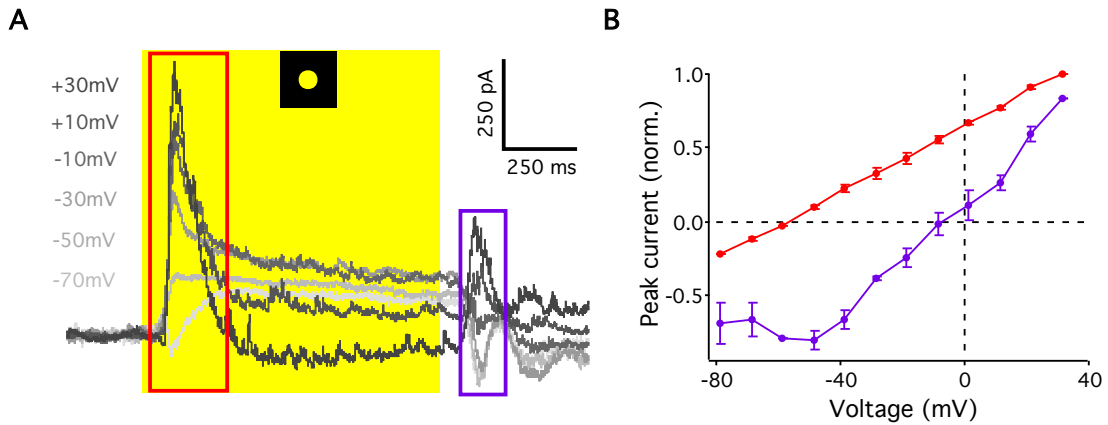 A
+30mV
+10mV
-10mV
-30mV
-50mV
-70mV
250 pA
250 ms
B
Peak current (norm.)
1.0
0.5
0.0
-0.5
-80
-40
0
40
Voltage (mV)